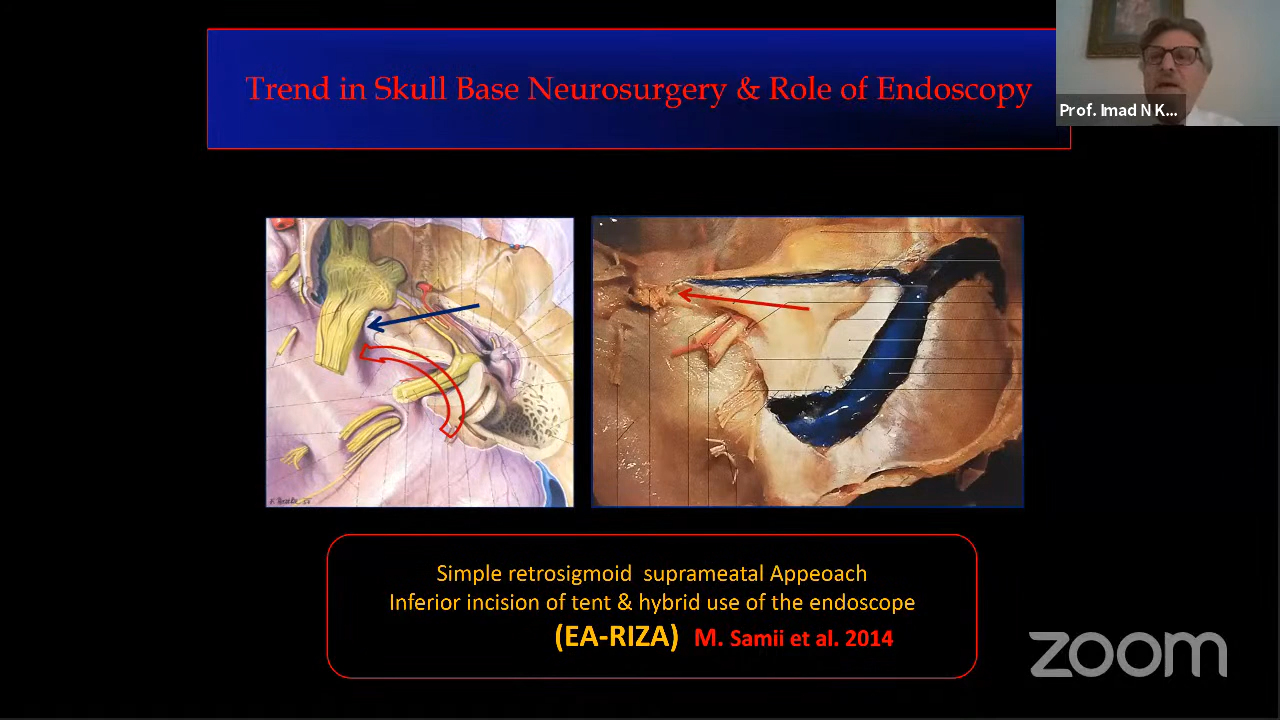 Trend in Skull Base Neurosurgery & Role of Endoscopy
Prof. Imad N K...
Simple retrosigmoid suprameatal Appeoach
Inferior incision of tent & hybrid use of the endoscope
(EA-RIZA) M. Samii et al. 2014
zoom